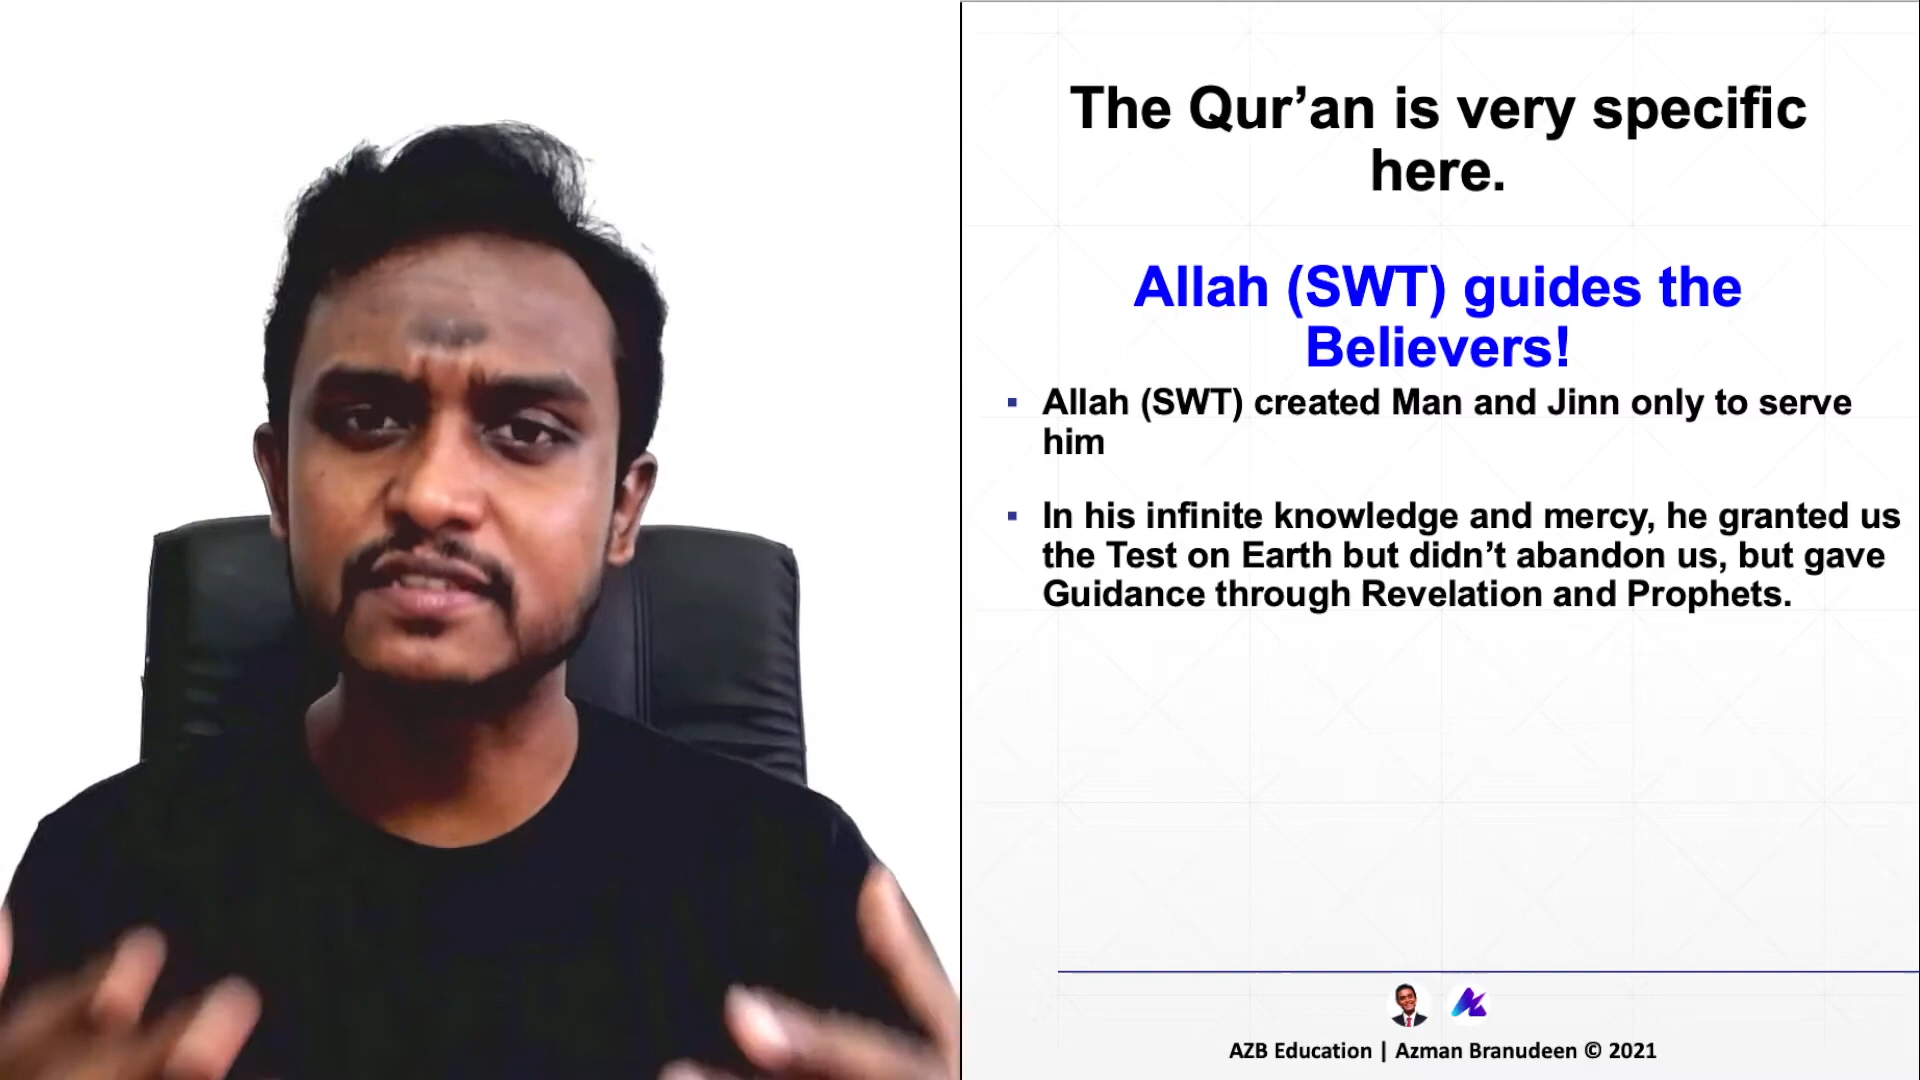 The Qur’an is very specific
here.
Allah (SWT) guides the
Believers!
▪ Allah (SWT) created Man and Jinn only to serve
him
▪ In his infinite knowledge and mercy, he granted us
the Test on Earth but didn’t abandon us, but gave
Guidance through Revelation and Prophets.
AZB Education | Azman Branudeen © 2021